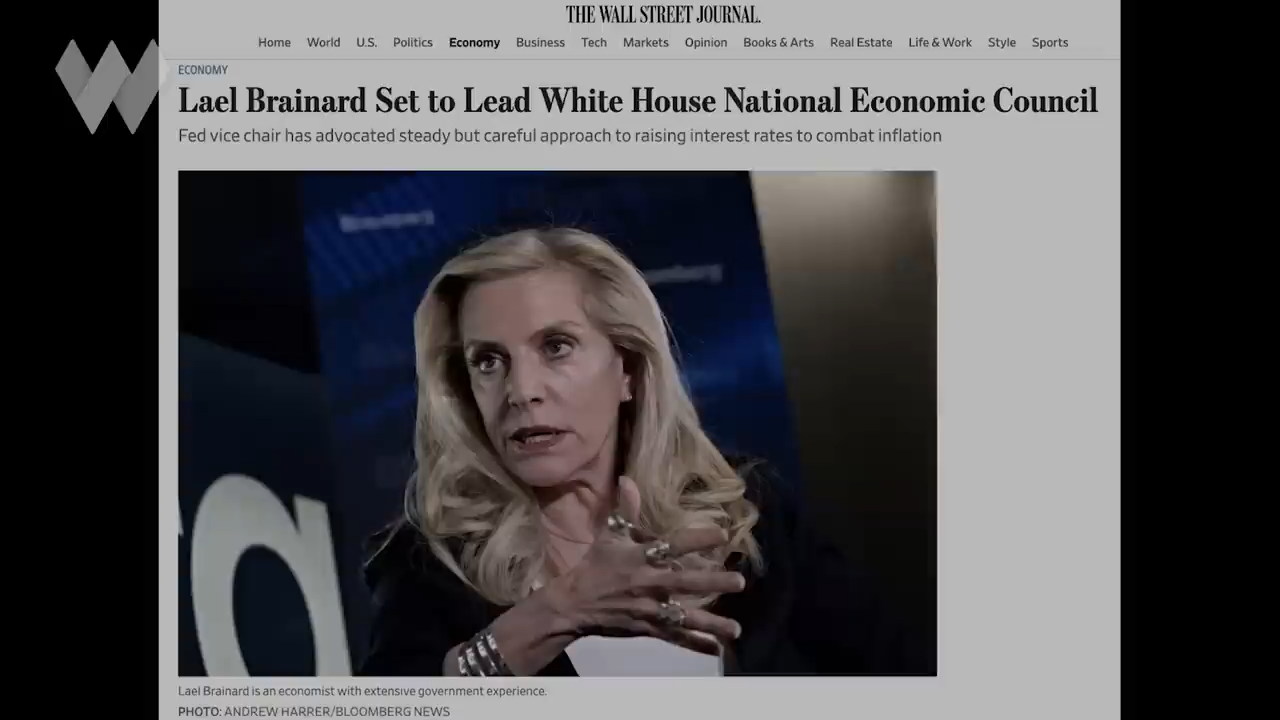 THE WALL STREET JOURNAL.
Home World U.S. Politics Economy Business Tech Markets Opinion Books & Arts Real Estate Life & Work Style Sports
ECONOMY
Lael Brainard Set to Lead White House National Economic Council
Fed vice chair has advocated steady but careful approach to raising interest rates to combat inflation
Lael Brainard is an economist with extensive government experience.
PHOTO: ANDREW HARRER/BLOOMBERG NEWS